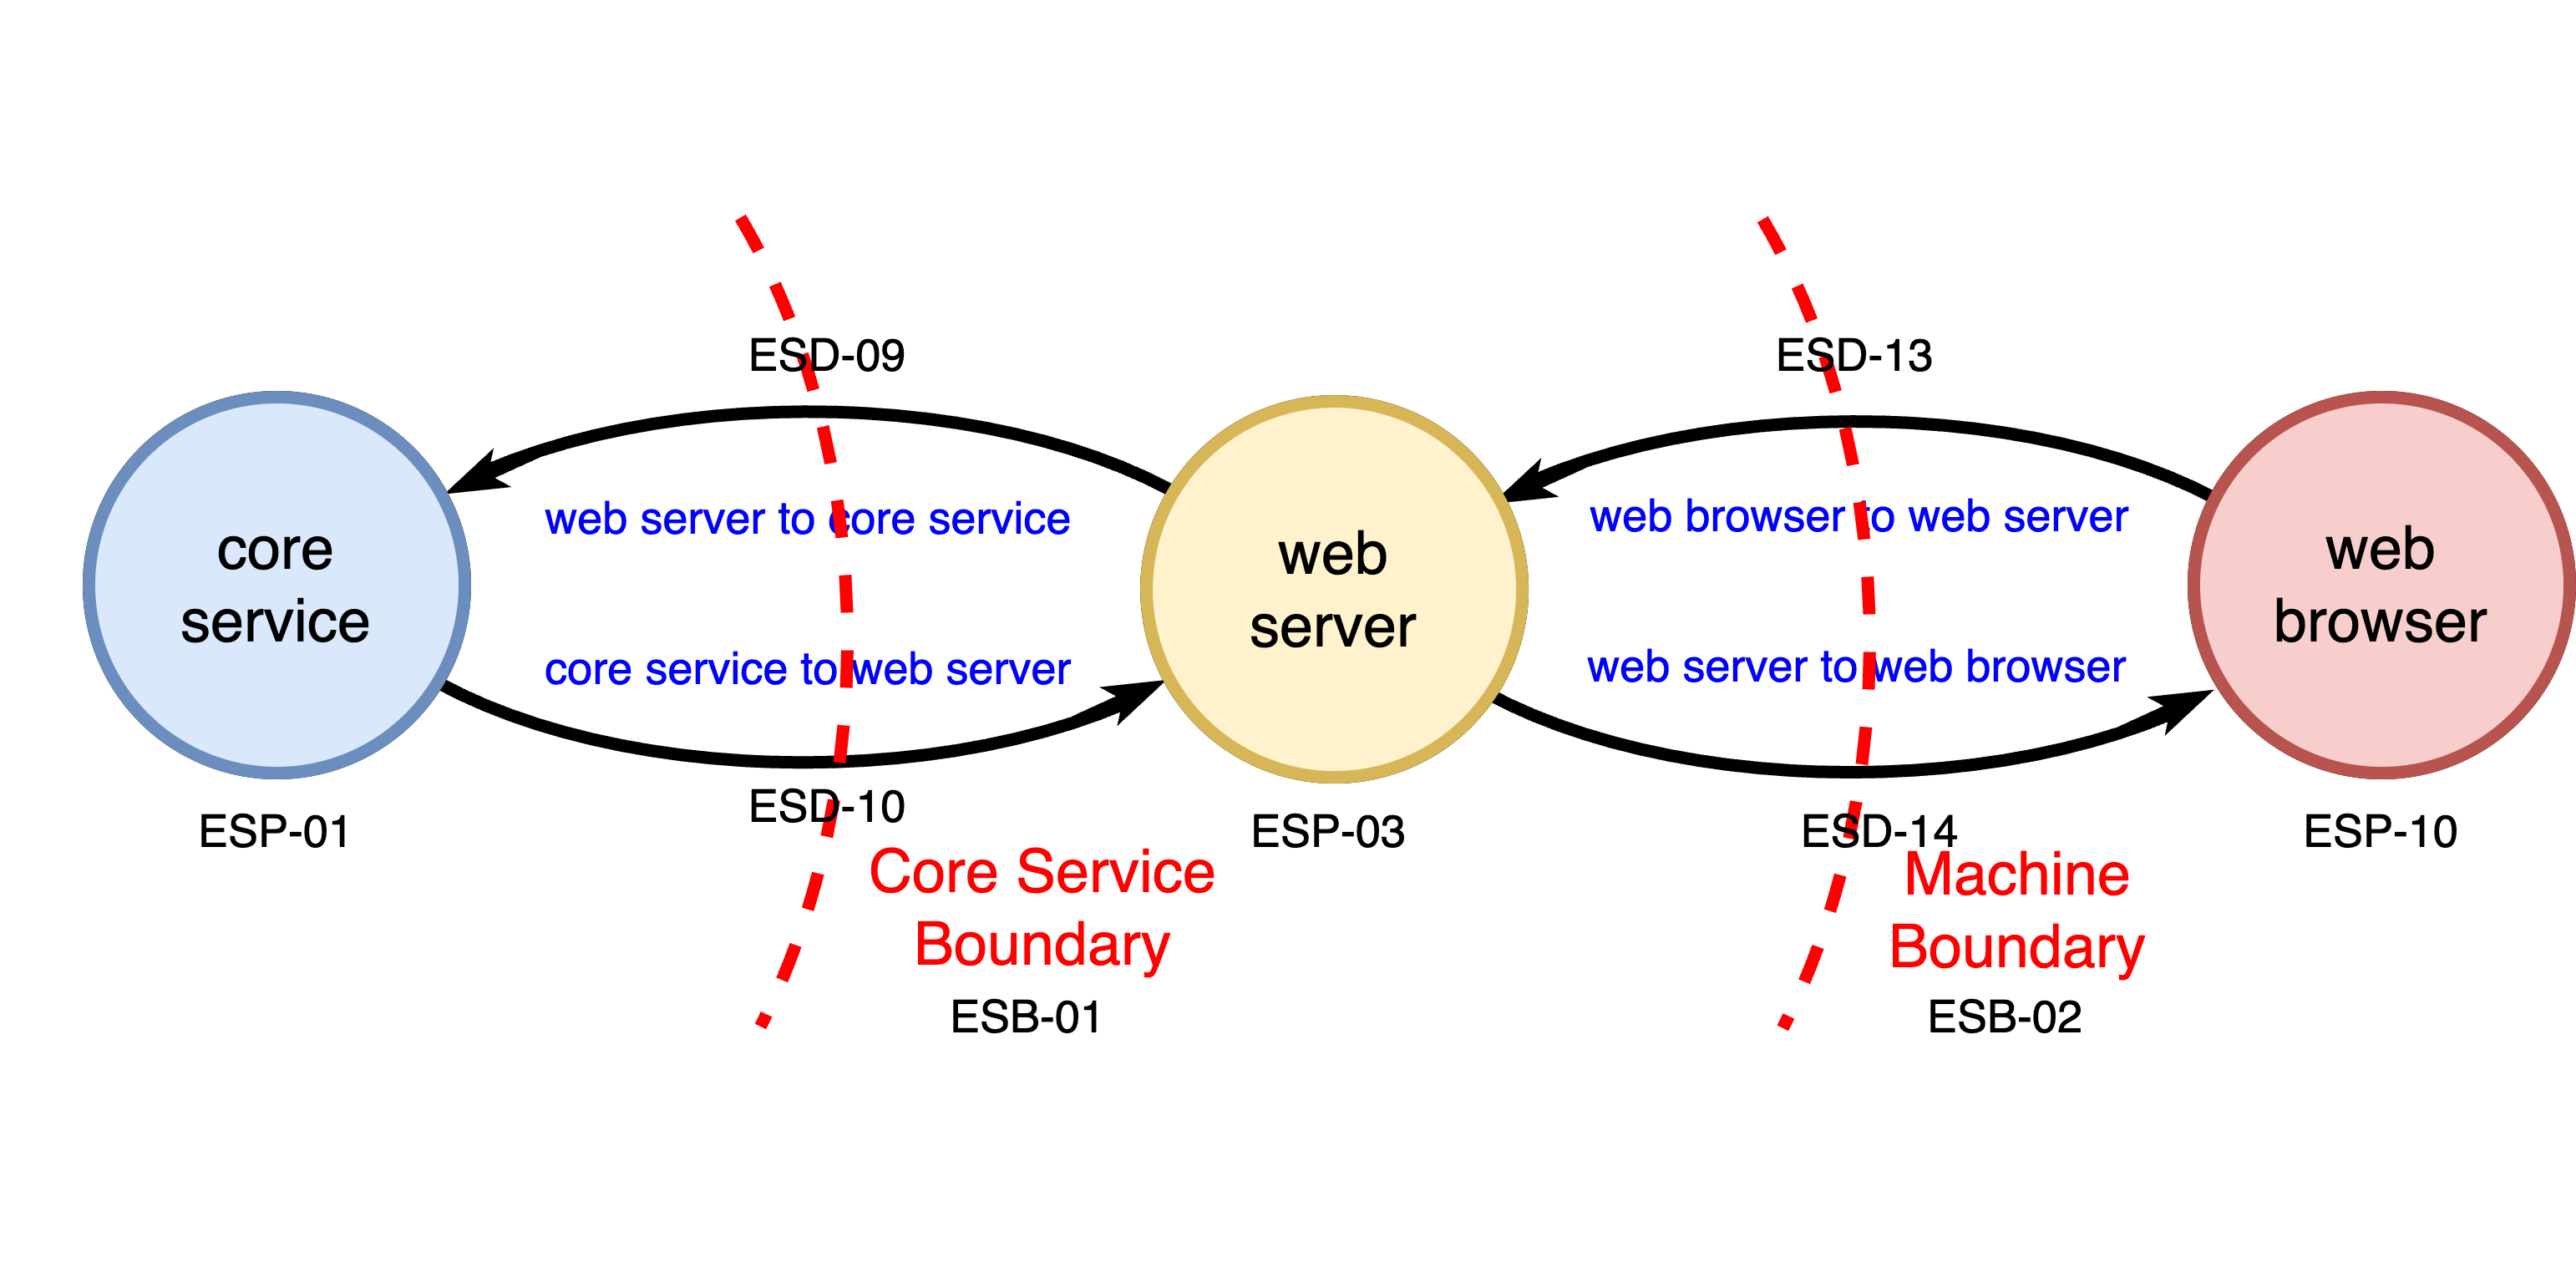 ESD-09
ESD-13
web server to core service
web browser to web server
core
service
web
server
web
browser
core service to web server
web server to web browser
ESD-10
ESP-01
ESP-03
ESD-14
ESP-10
Core Service
Boundary
ESB-01
Machine
Boundary
ESB-02